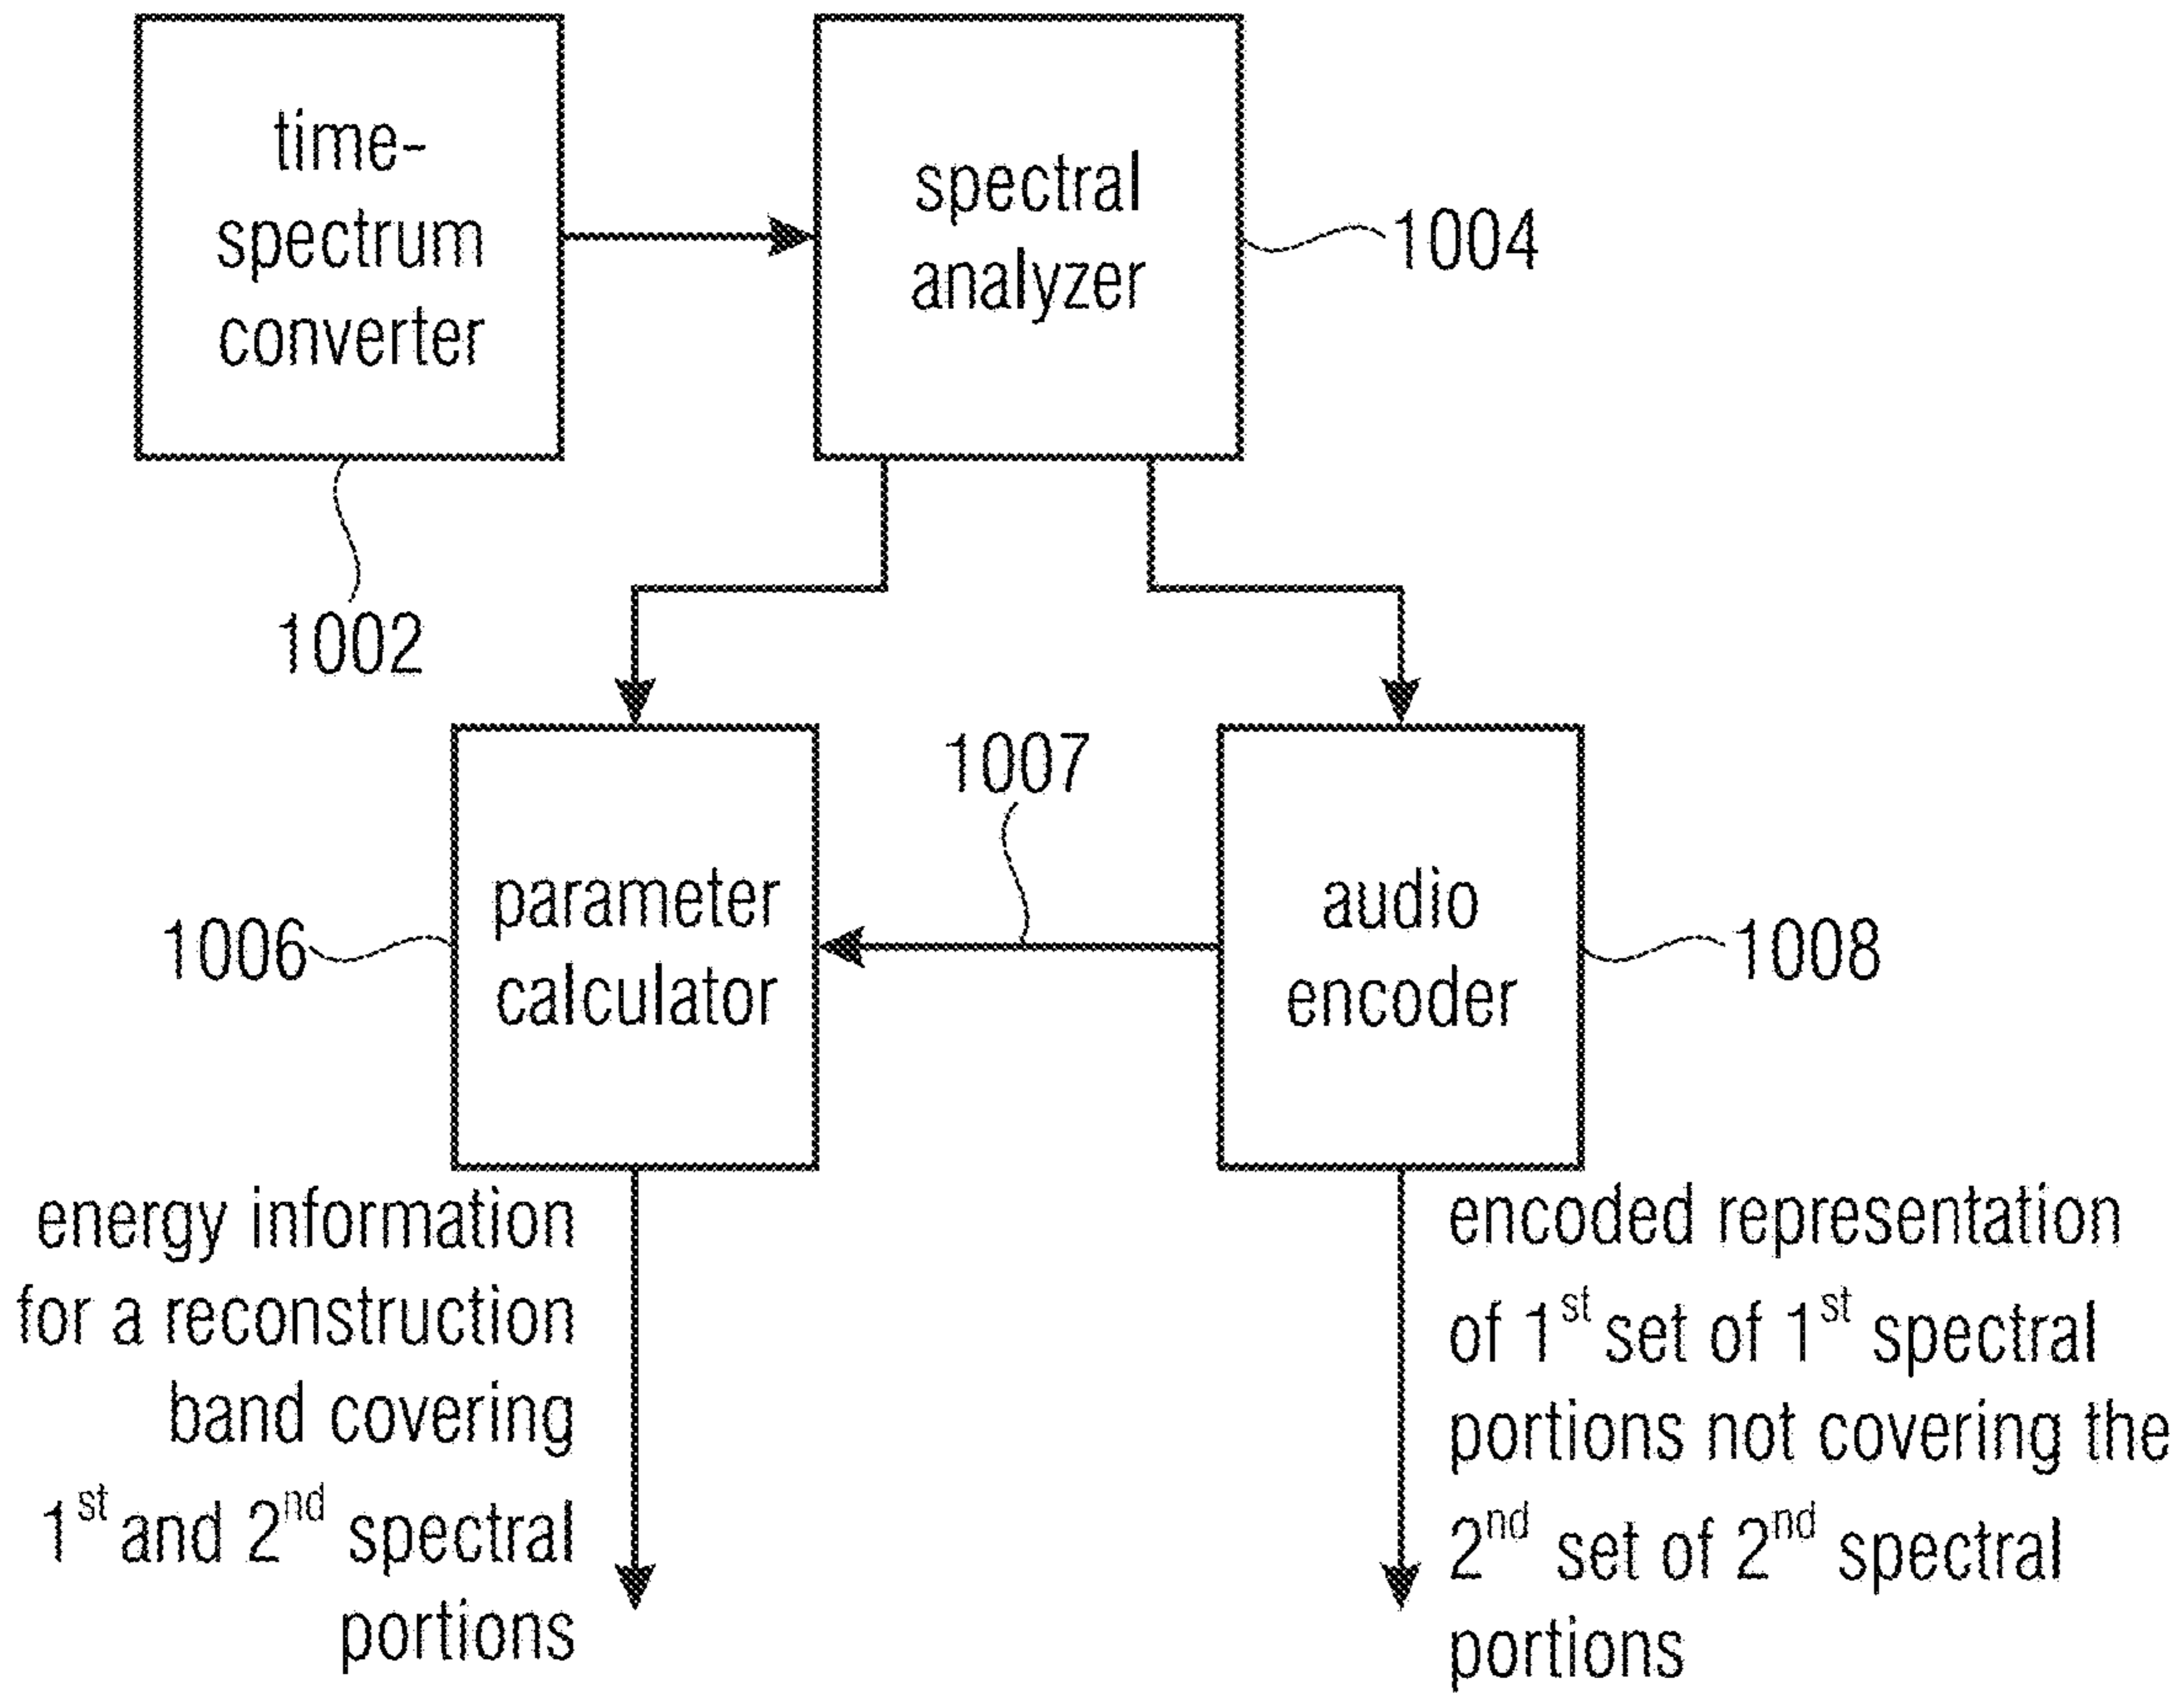 time-
spectrum
converter
spectral
analyzer
1004
1002
1007
parameter
calculator
1006
audio
encoder
1008
energy information
for a reconstruction
band covering
1st and 2nd spectral
portions
encoded representation
of 1st set of 1st spectral
portions not covering the
2nd set of 2nd spectral
portions